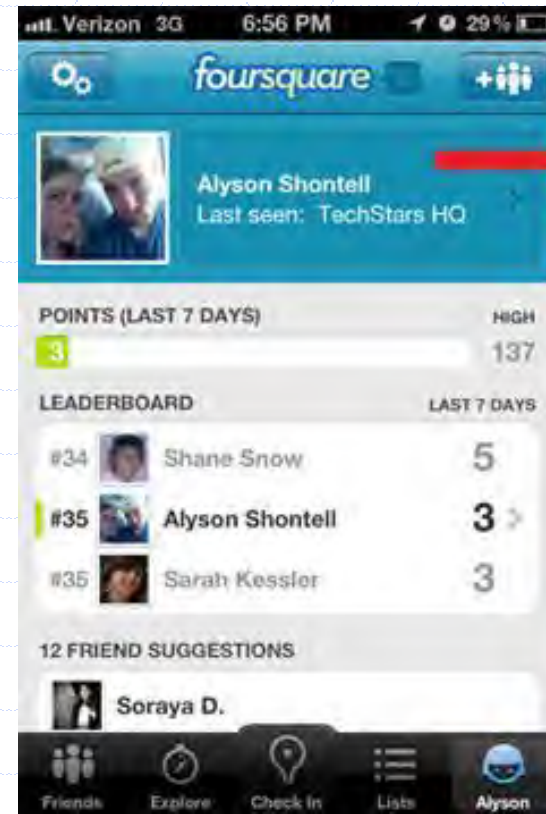 Verizon 3G 6:56 PM 29%
foursquare
Alyson Shontell
Last seen: TechStars HQ
POINTS (LAST 7 DAYS) HIGH
3 137
LEADERBOARD LAST 7 DAYS
#34 Shane Snow 5
#35 Alyson Shontell 3
#35 Sarah Kessler 3
12 FRIEND SUGGESTIONS
Soraya D.
Friends Explore Check In Lists Alyson